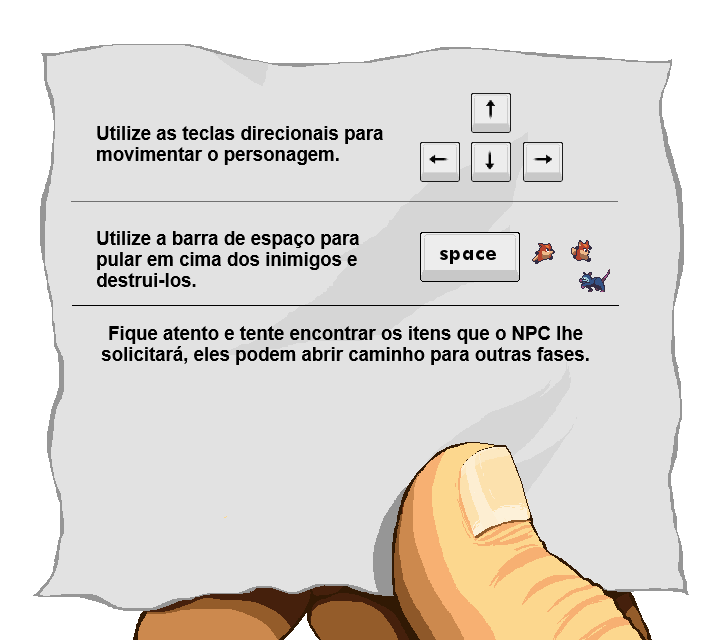 Utilize as teclas direcionais para
movimentar o personagem.
↑
← ↓ →
Utilize a barra de espaço para
pular em cima dos inimigos e
destrui-los.
space
Fique atento e tente encontrar os itens que o NPC lhe
solicitará, eles podem abrir caminho para outras fases.